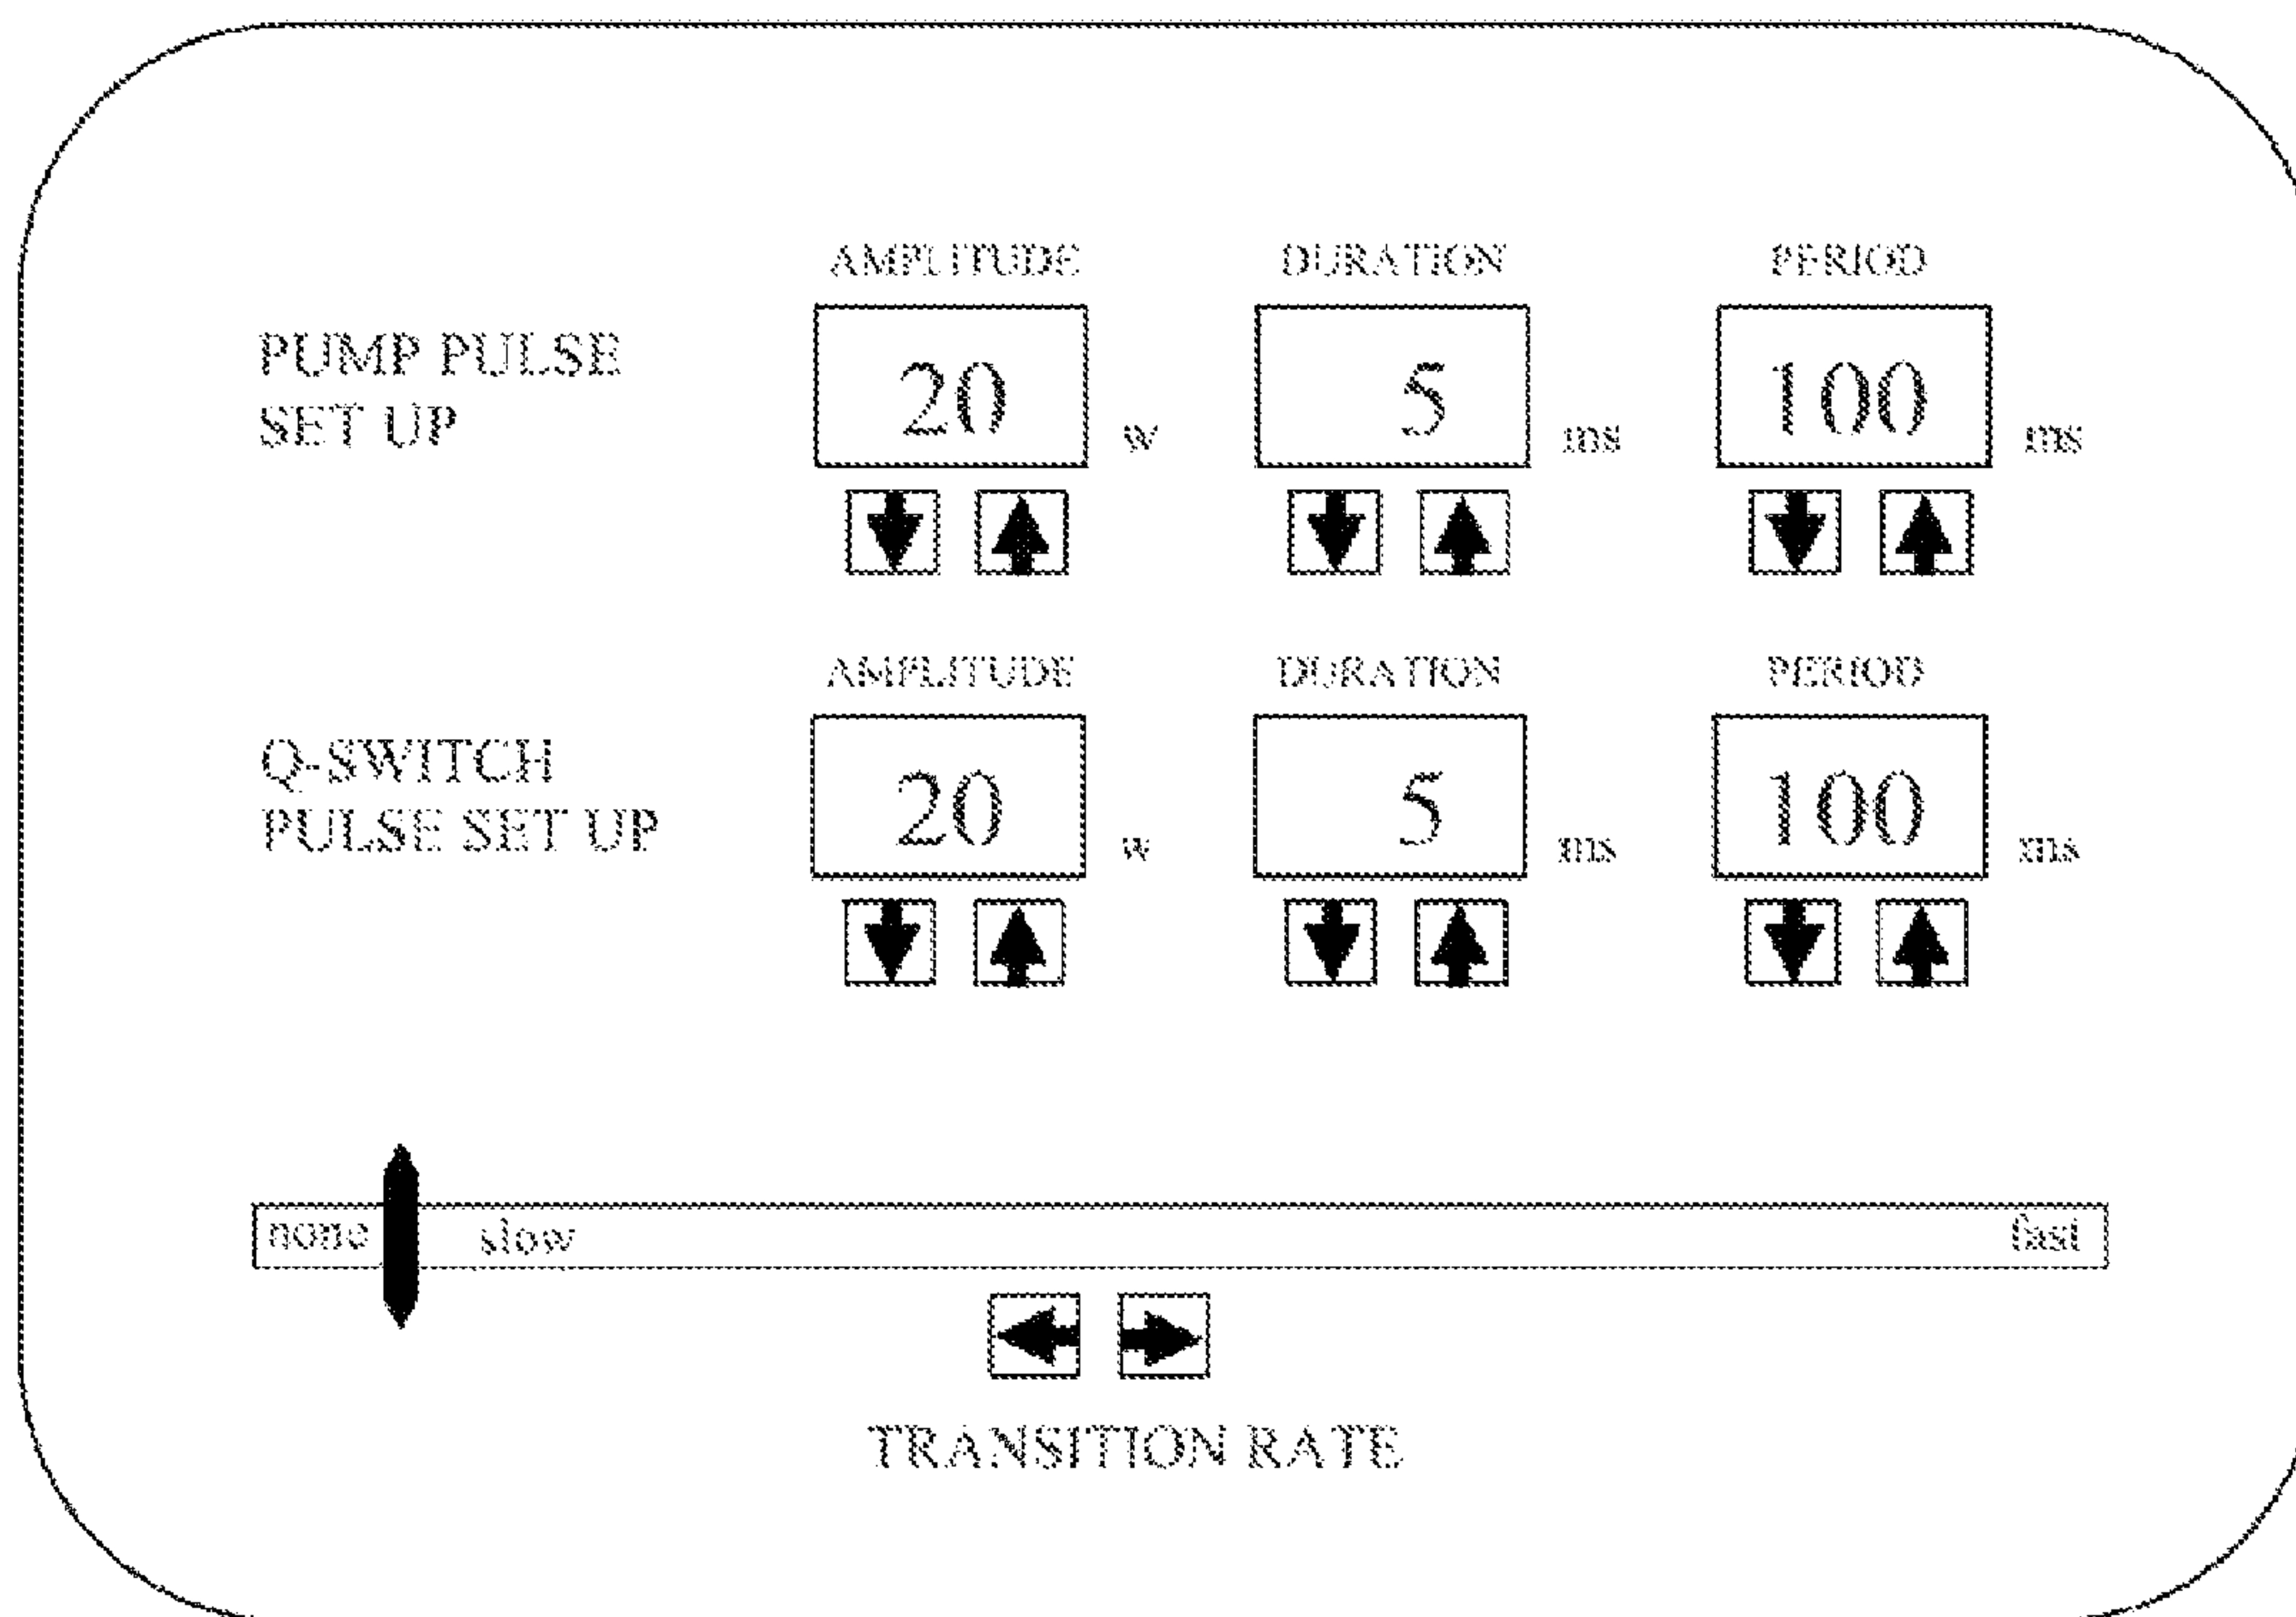 AMPLITUDE DURATION PERIOD
PUMP PULSE
SET UP
20 w 5 ms 100 ms
AMPLITUDE DURATION PERIOD
Q-SWITCH
PULSE SET UP
20 w 5 ms 100 ms
none slow fast
TRANSITION RATE